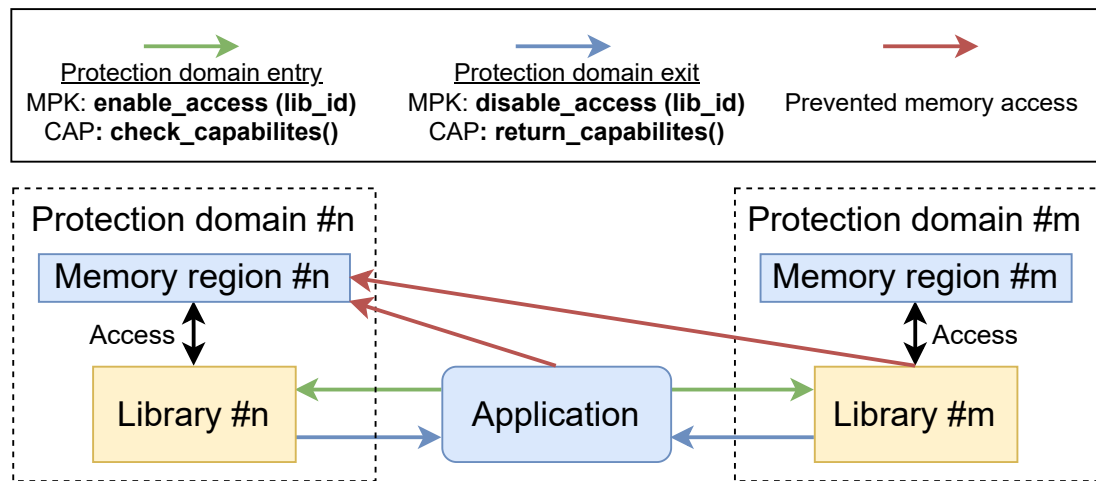 Protection domain entry
MPK: enable_access (lib_id)
CAP: check_capabilites()
Protection domain exit
MPK: disable_access (lib_id)
CAP: return_capabilites()
Prevented memory access
Protection domain #n
Memory region #n
Access
Library #n
Application
Protection domain #m
Memory region #m
Access
Library #m